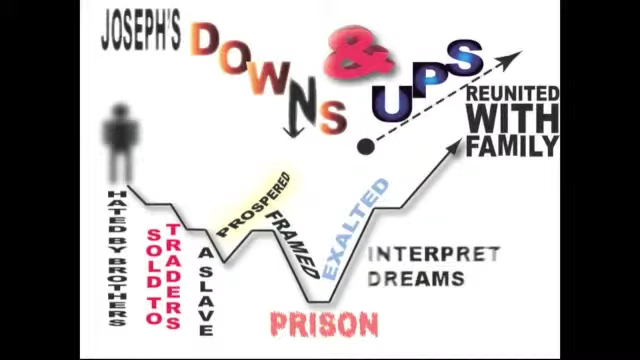 JOSEPH'S
DOWNS
&
UPS
REUNITED
WITH
FAMILY
HATED BY BROTHERS
SOLD TO
TRADERS
A SLAVE
PROSPERED
FRAMED
PRISON
EXALTED
INTERPRET
DREAMS